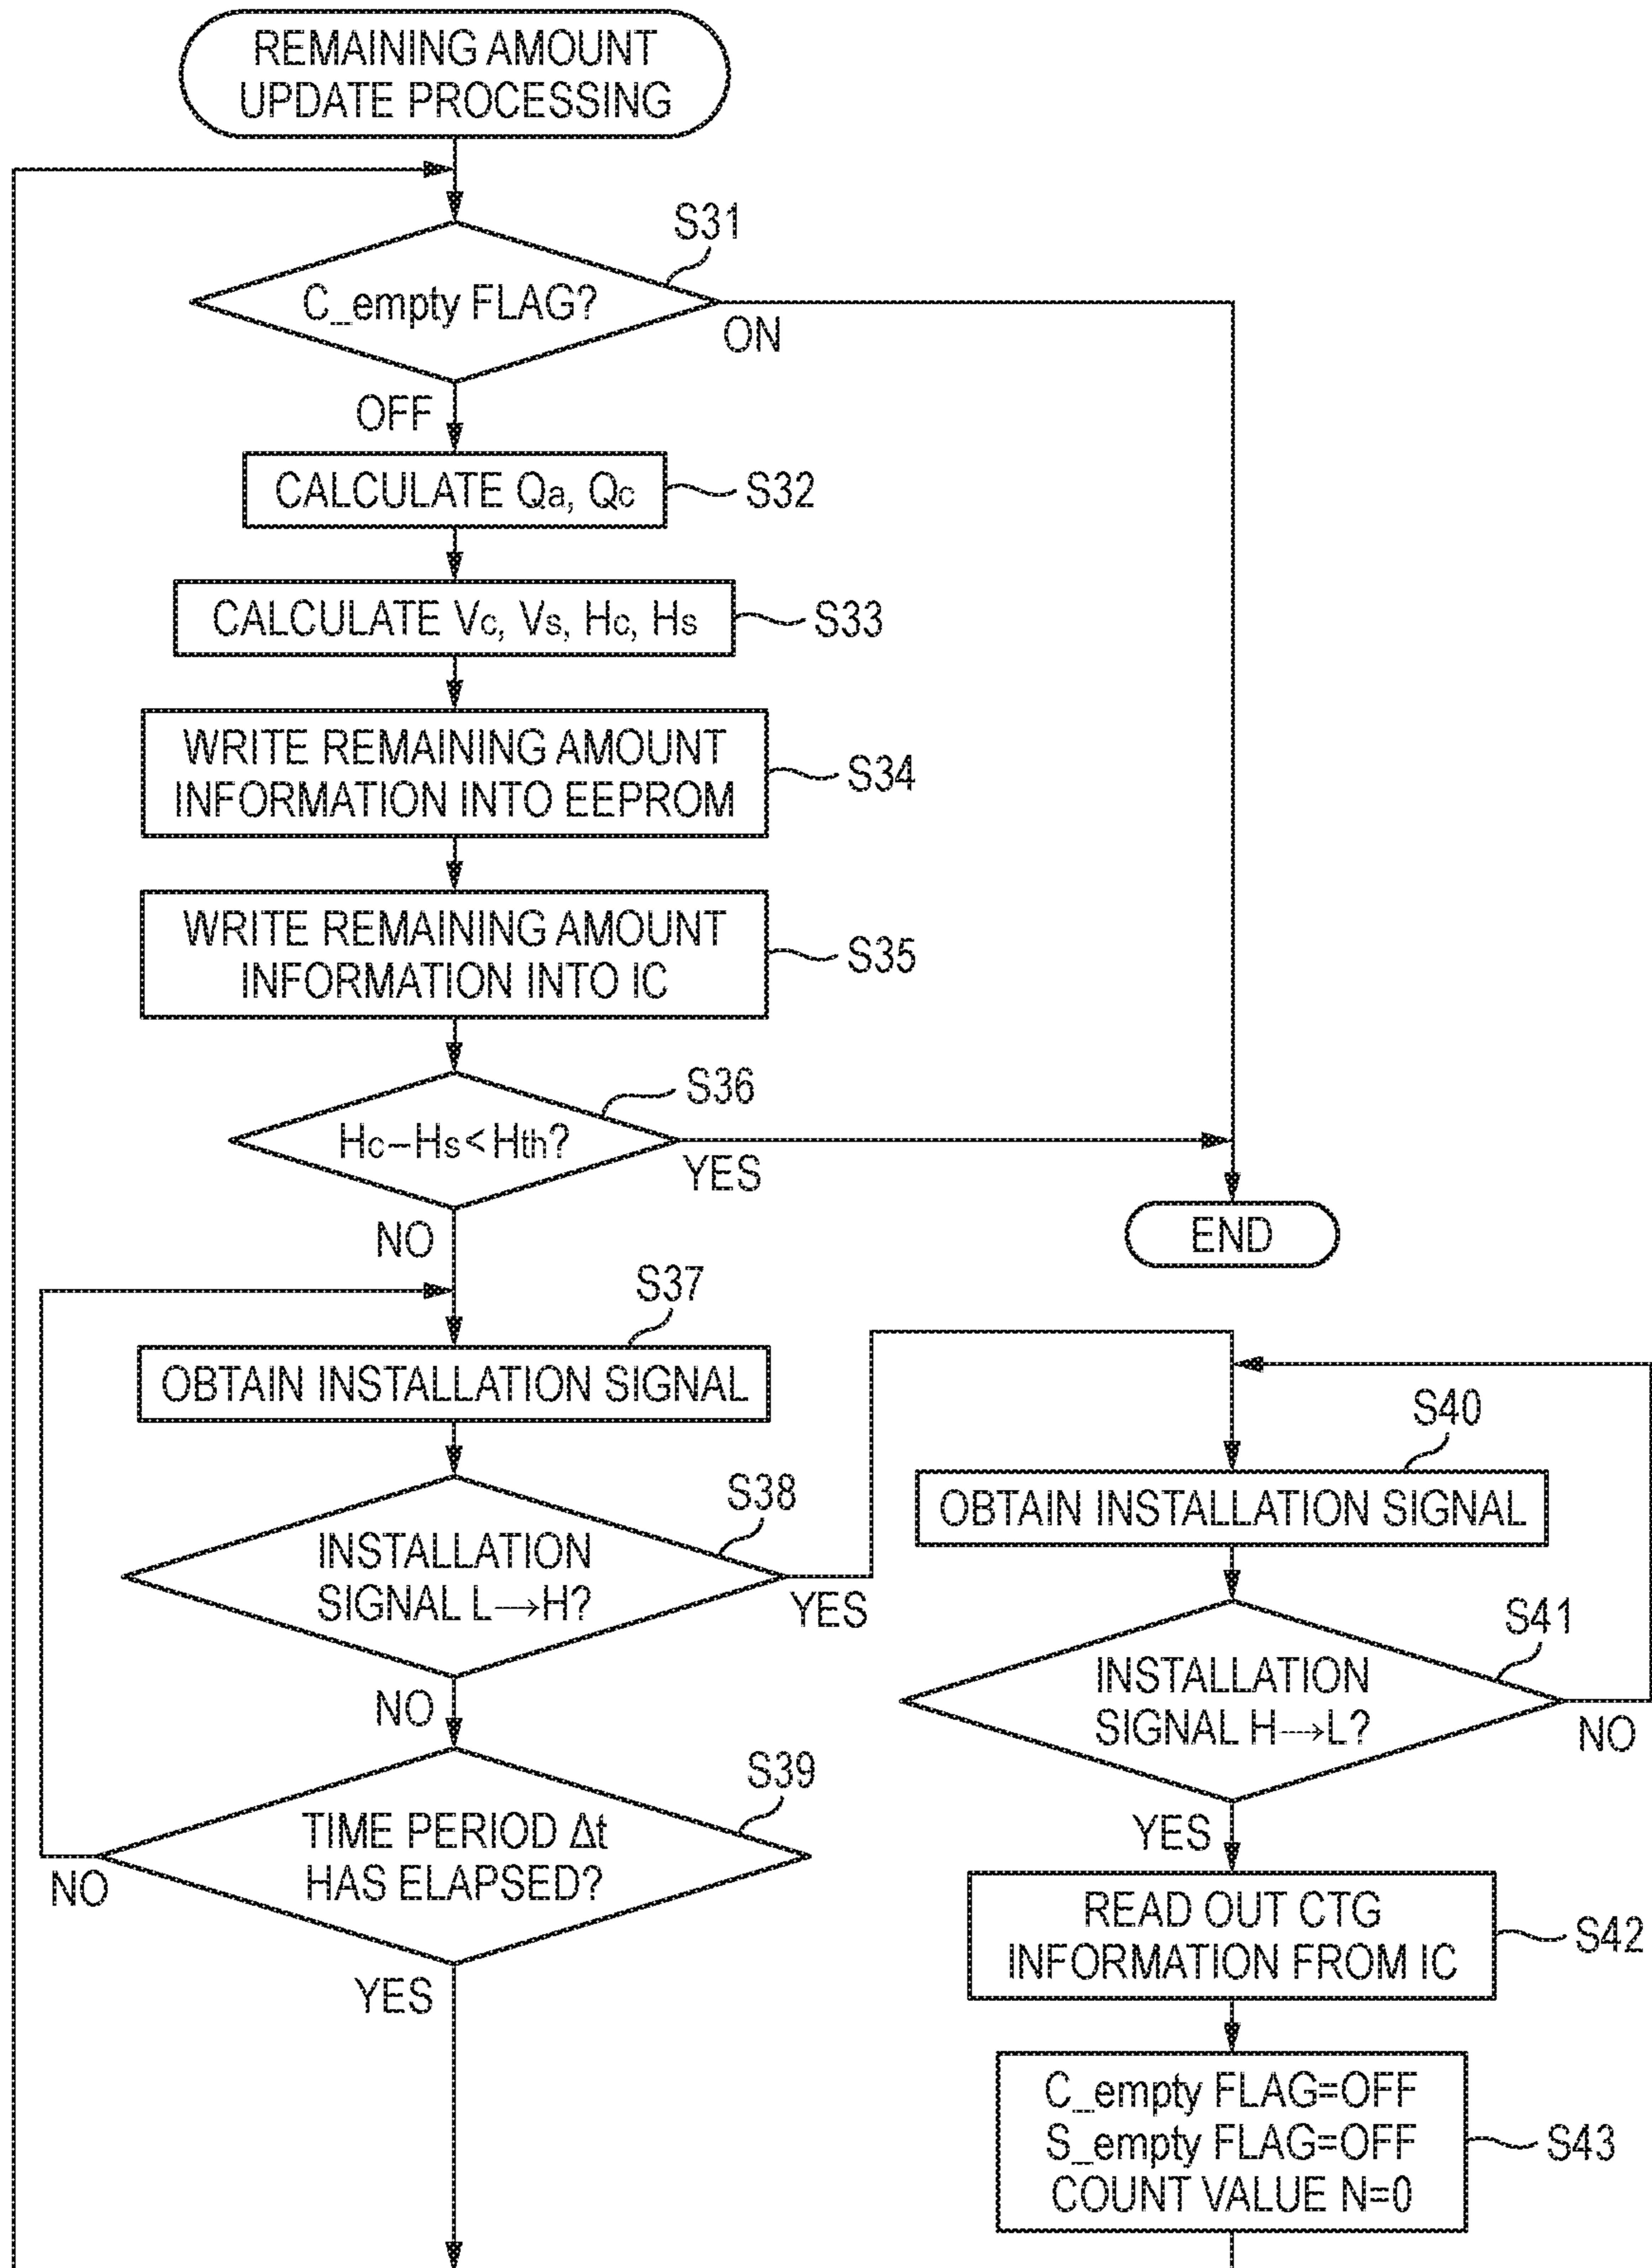 REMAINING AMOUNT
UPDATE PROCESSING
S31
C_empty FLAG?
ON
OFF
CALCULATE Qa, Qc
S32
CALCULATE Vc, Vs, Hc, Hs
S33
WRITE REMAINING AMOUNT
INFORMATION INTO EEPROM
S34
WRITE REMAINING AMOUNT
INFORMATION INTO IC
S35
S36
Hc–Hs<Hth?
YES
NO
END
S37
OBTAIN INSTALLATION SIGNAL
S38
INSTALLATION
SIGNAL L→H?
YES
NO
S39
TIME PERIOD Δt
HAS ELAPSED?
NO
YES
S40
OBTAIN INSTALLATION SIGNAL
S41
INSTALLATION
SIGNAL H→L?
NO
YES
READ OUT CTG
INFORMATION FROM IC
S42
C_empty FLAG=OFF
S_empty FLAG=OFF
COUNT VALUE N=0
S43